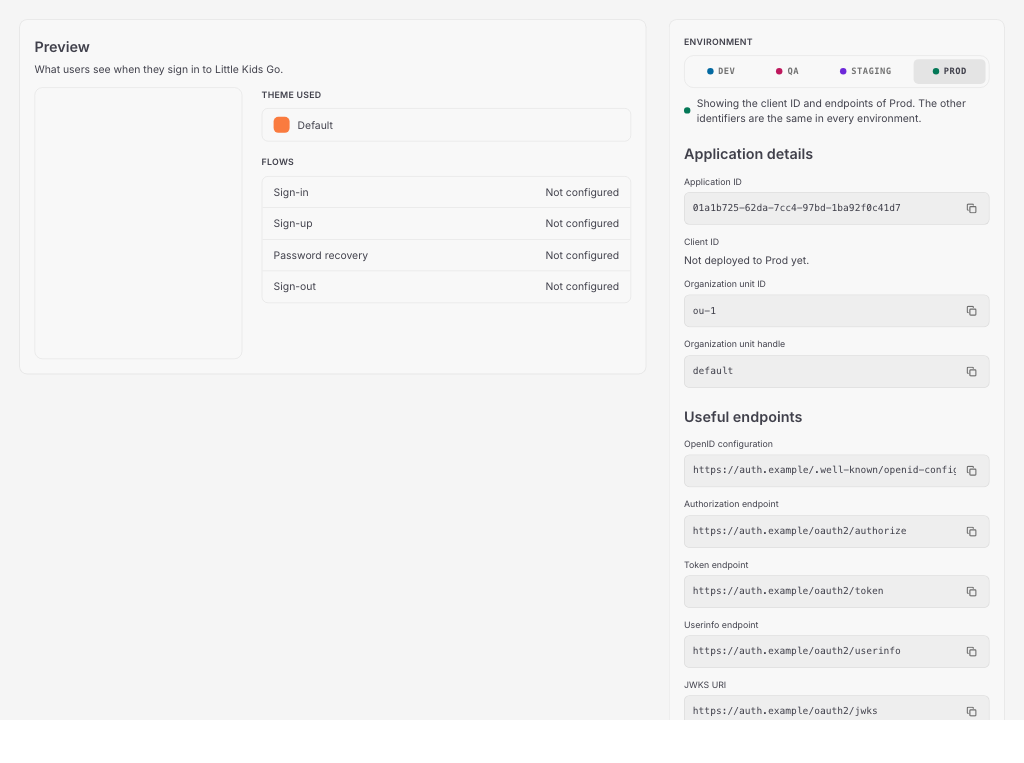 Preview
What users see when they sign in to Little Kids Go.
THEME USED
Default
FLOWS
Sign-in Not configured
Sign-up Not configured
Password recovery Not configured
Sign-out Not configured
ENVIRONMENT
DEV QA STAGING PROD
Showing the client ID and endpoints of Prod. The other
identifiers are the same in every environment.
Application details
Application ID
01a1b725-62da-7cc4-97bd-1ba92f0c41d7
Client ID
Not deployed to Prod yet.
Organization unit ID
ou-1
Organization unit handle
default
Useful endpoints
OpenID configuration
https://auth.example/.well-known/openid-config
Authorization endpoint
https://auth.example/oauth2/authorize
Token endpoint
https://auth.example/oauth2/token
Userinfo endpoint
https://auth.example/oauth2/userinfo
JWKS URI
https://auth.example/oauth2/jwks